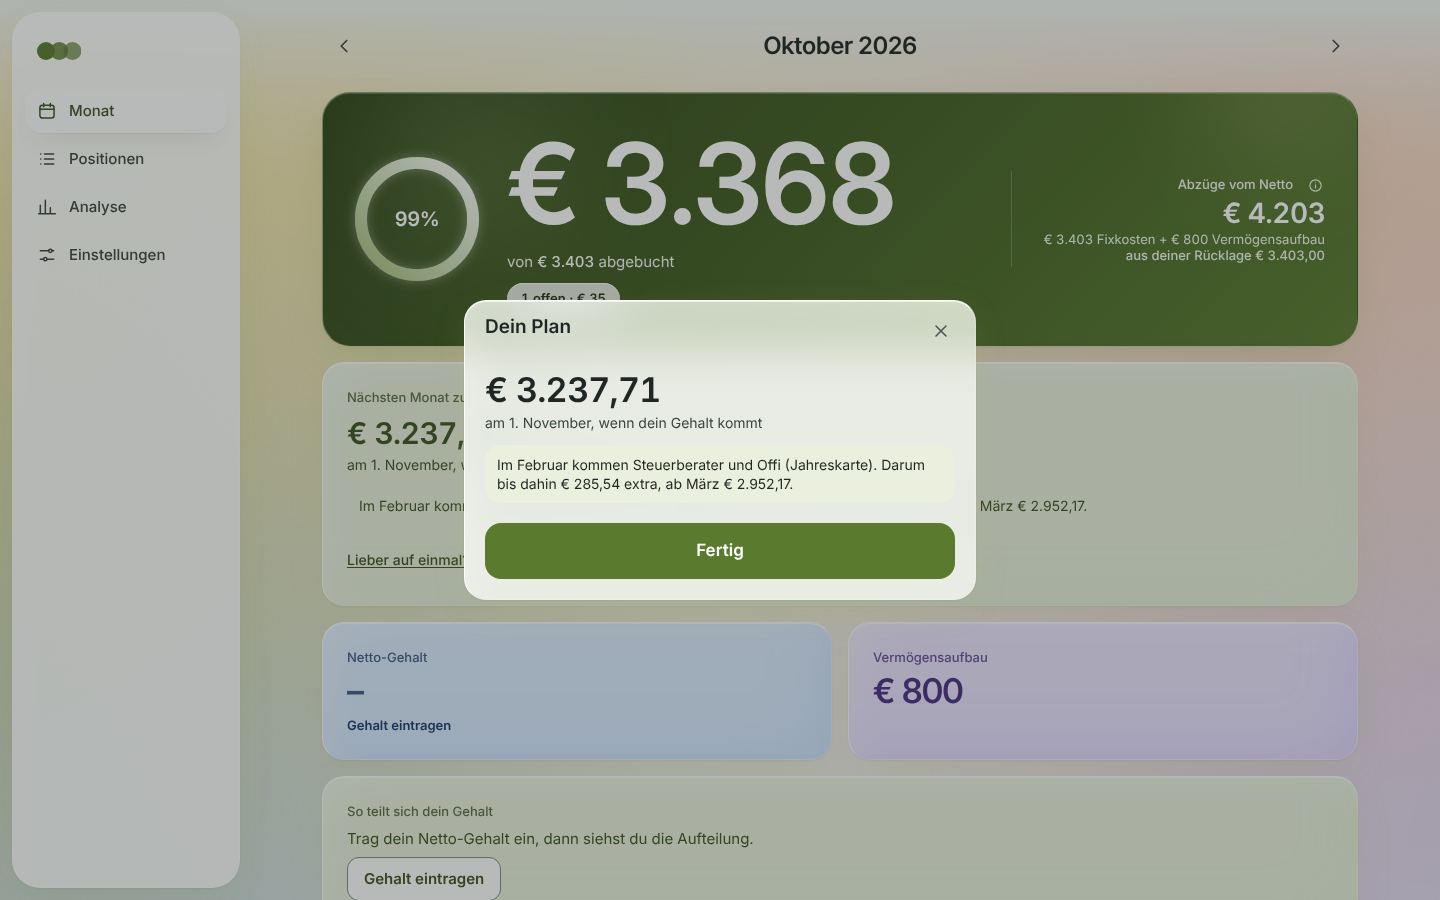 Monat
Positionen
Analyse
Einstellungen
Oktober 2026
99%
€ 3.368
von € 3.403 abgebucht
1 offen · € 35
Abzüge vom Netto
€ 4.203
€ 3.403 Fixkosten + € 800 Vermögensaufbau
aus deiner Rücklage € 3.403,00
Dein Plan
€ 3.237,71
am 1. November, wenn dein Gehalt kommt
Im Februar kommen Steuerberater und Offi (Jahreskarte). Darum
bis dahin € 285,54 extra, ab März € 2.952,17.
Fertig
Nächsten Monat
€ 3.237,
am 1. November,
Im Februar
März € 2.952,17.
Lieber auf einmal
Netto-Gehalt
–
Gehalt eintragen
Vermögensaufbau
€ 800
So teilt sich dein Gehalt
Trag dein Netto-Gehalt ein, dann siehst du die Aufteilung.
Gehalt eintragen